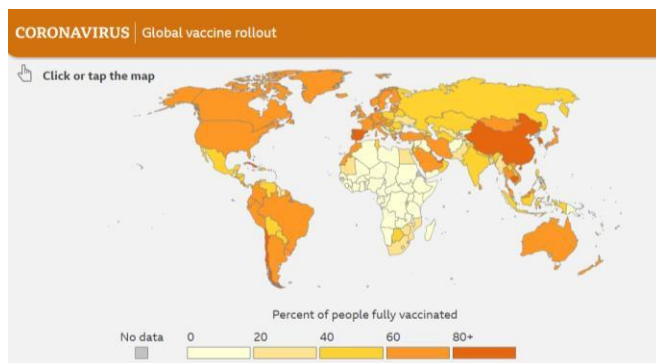 CORONAVIRUS | Global vaccine rollout
Click or tap the map
Percent of people fully vaccinated
No data 0 20 40 60 80+